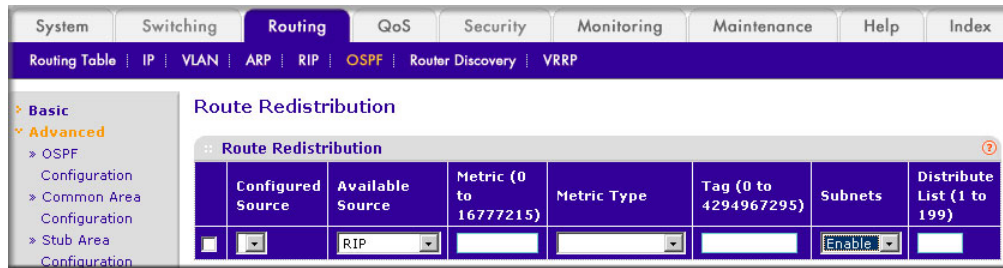 System Switching Routing QoS Security Monitoring Maintenance Help Index
Routing Table IP VLAN ARP RIP OSPF Router Discovery VRRP
Basic
Advanced
» OSPF
Configuration
» Common Area
Configuration
» Stub Area
Configuration
Route Redistribution
Route Redistribution ?
Configured
Source
Available
Source
Metric (0
to
16777215)
Metric Type
Tag (0 to
4294967295)
Subnets
Distribute
List (1 to
199)
RIP
Enable